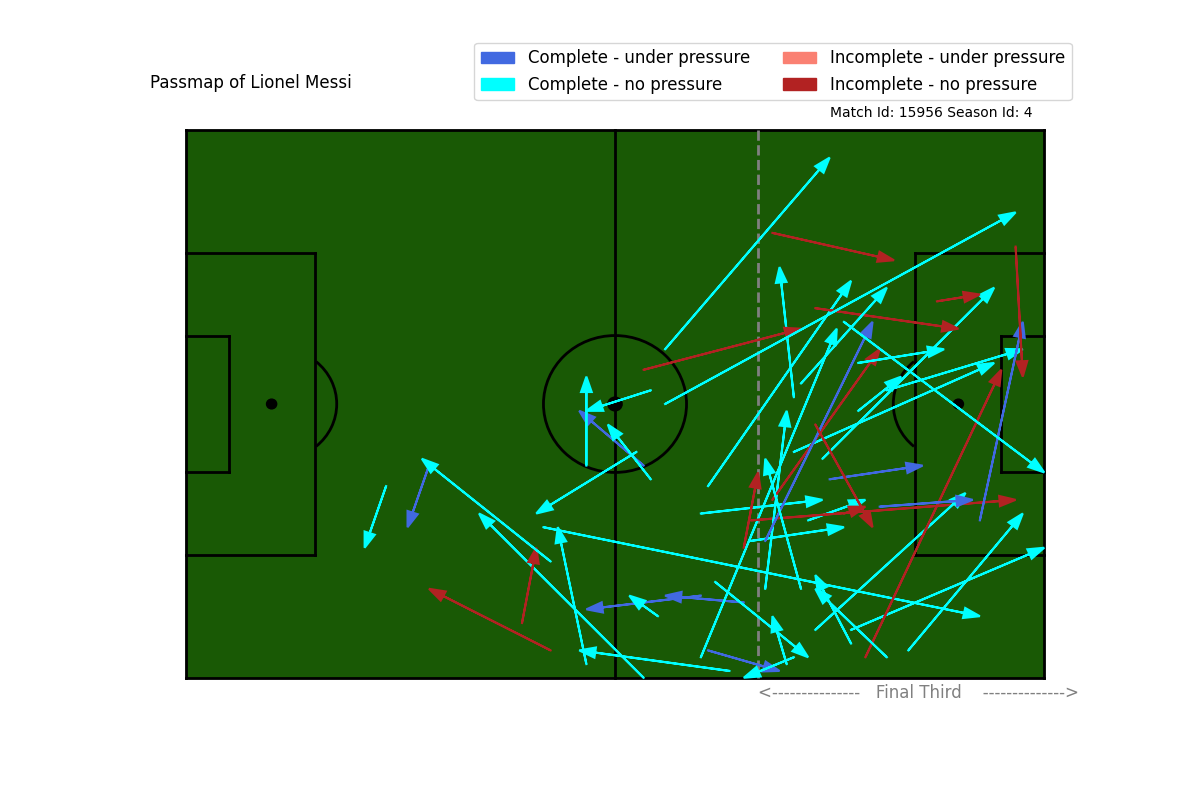 Complete - under pressure
Incomplete - under pressure
Passmap of Lionel Messi
Complete - no pressure
Incomplete - no pressure
Match Id: 15956 Season Id: 4
<---------------- Final Third --------------->